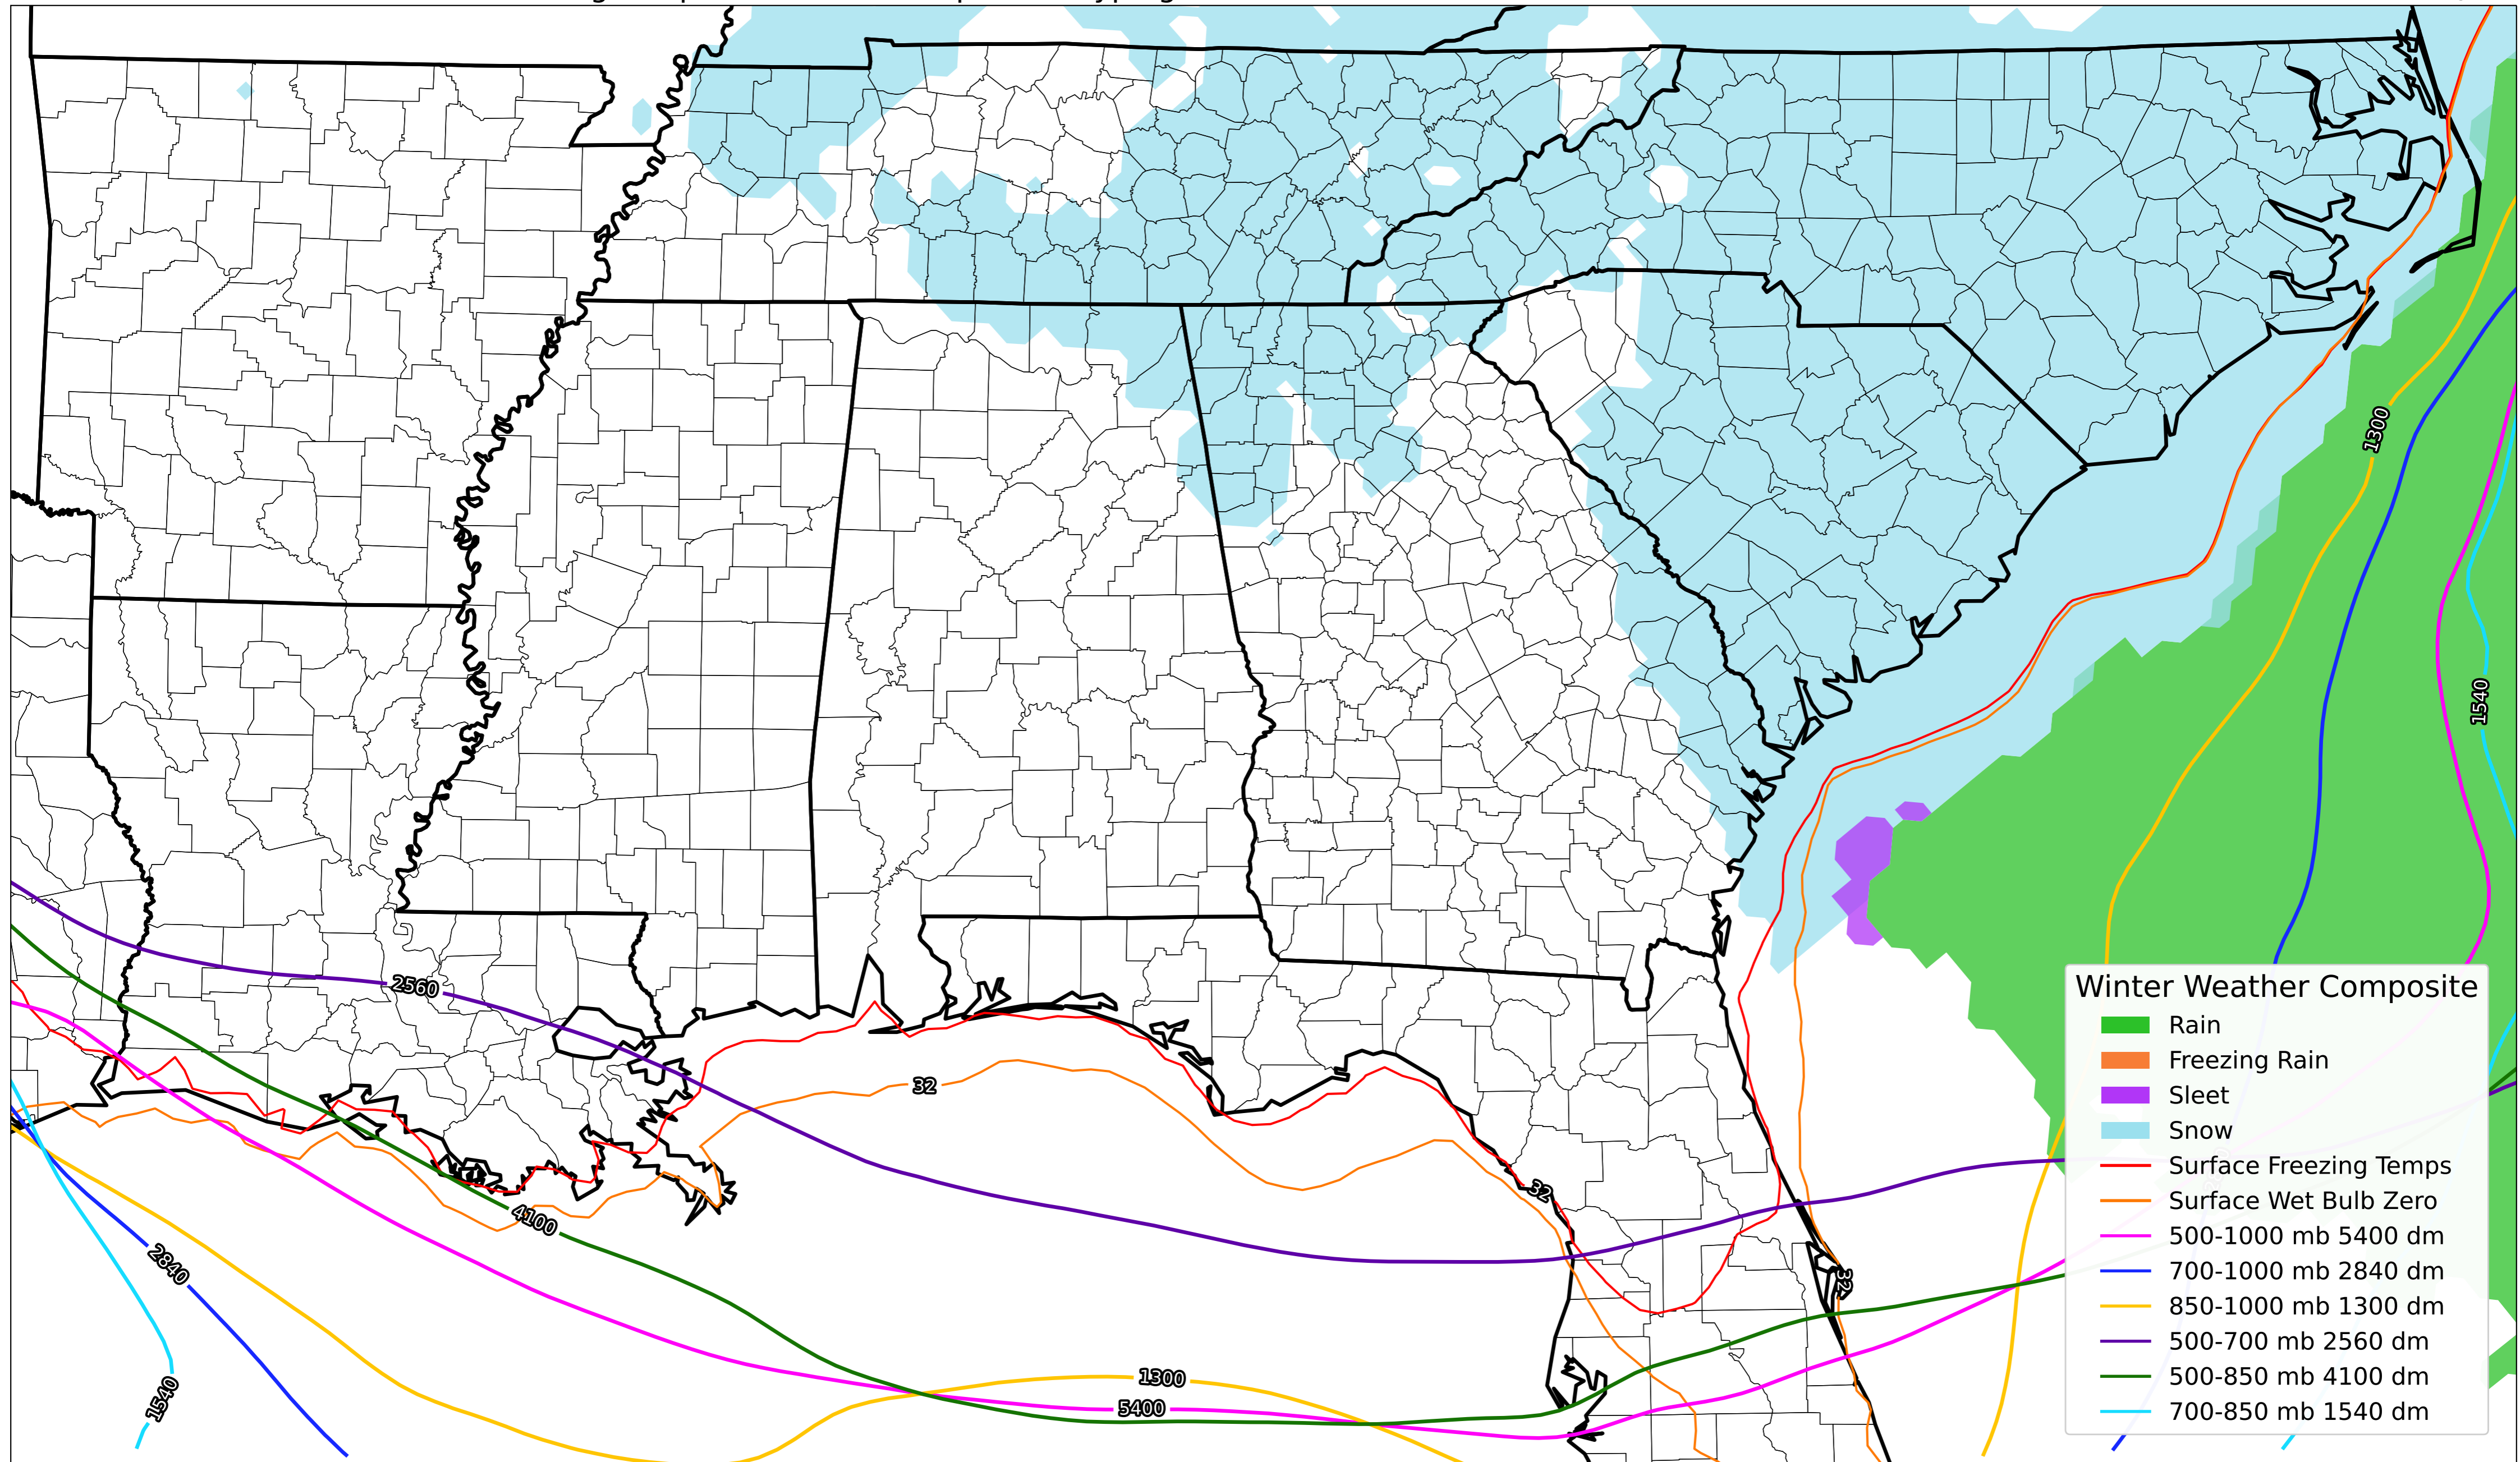 1300
1540
2560
32
32
4100
2840
32
1300
1540
5400
Winter Weather Composite
Rain
Freezing Rain
Sleet
Snow
Surface Freezing Temps
Surface Wet Bulb Zero
500-1000 mb 5400 dm
700-1000 mb 2840 dm
850-1000 mb 1300 dm
500-700 mb 2560 dm
500-850 mb 4100 dm
700-850 mb 1540 dm